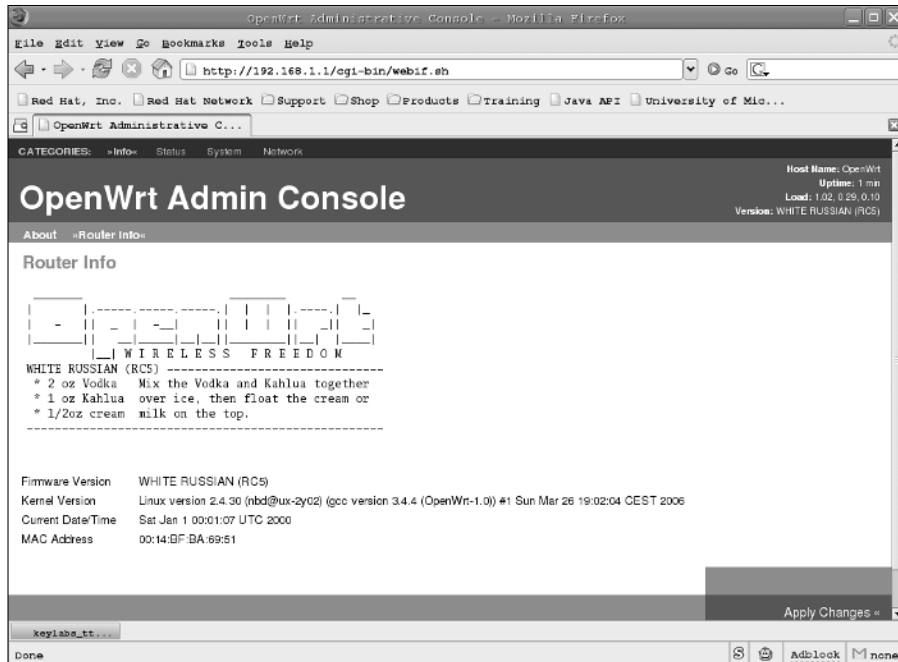 OpenWrt Administrative Console - Mozilla Firefox
File Edit View Go Bookmarks Tools Help
http://192.168.1.1/cgi-bin/webif.sh Go G
Red Hat, Inc. Red Hat Network Support Shop Products Training Java API University of Mic...
OpenWrt Administrative C...
CATEGORIES: »Info« Status System Network
OpenWrt Admin Console
Host Name: OpenWrt
Uptime: 1 min
Load: 1.02, 0.29, 0.10
Version: WHITE RUSSIAN (RC5)
About »Router Info«
Router Info
OpenWrt
W I R E L E S S   F R E E D O M
WHITE RUSSIAN (RC5) -------------------------------------
* 2 oz Vodka   Mix the Vodka and Kahlua together
* 1 oz Kahlua  over ice, then float the cream or
* 1/2oz cream  milk on the top.
---------------------------------------------------------
Firmware Version WHITE RUSSIAN (RC5)
Kernel Version Linux version 2.4.30 (nbd@ux-2y02) (gcc version 3.4.4 (OpenWrt-1.0)) #1 Sun Mar 26 19:02:04 CEST 2006
Current Date/Time Sat Jan 1 00:01:07 UTC 2000
MAC Address 00:14:BF:BA:69:51
Apply Changes «
keylabs_tt...
Done S Adblock M none